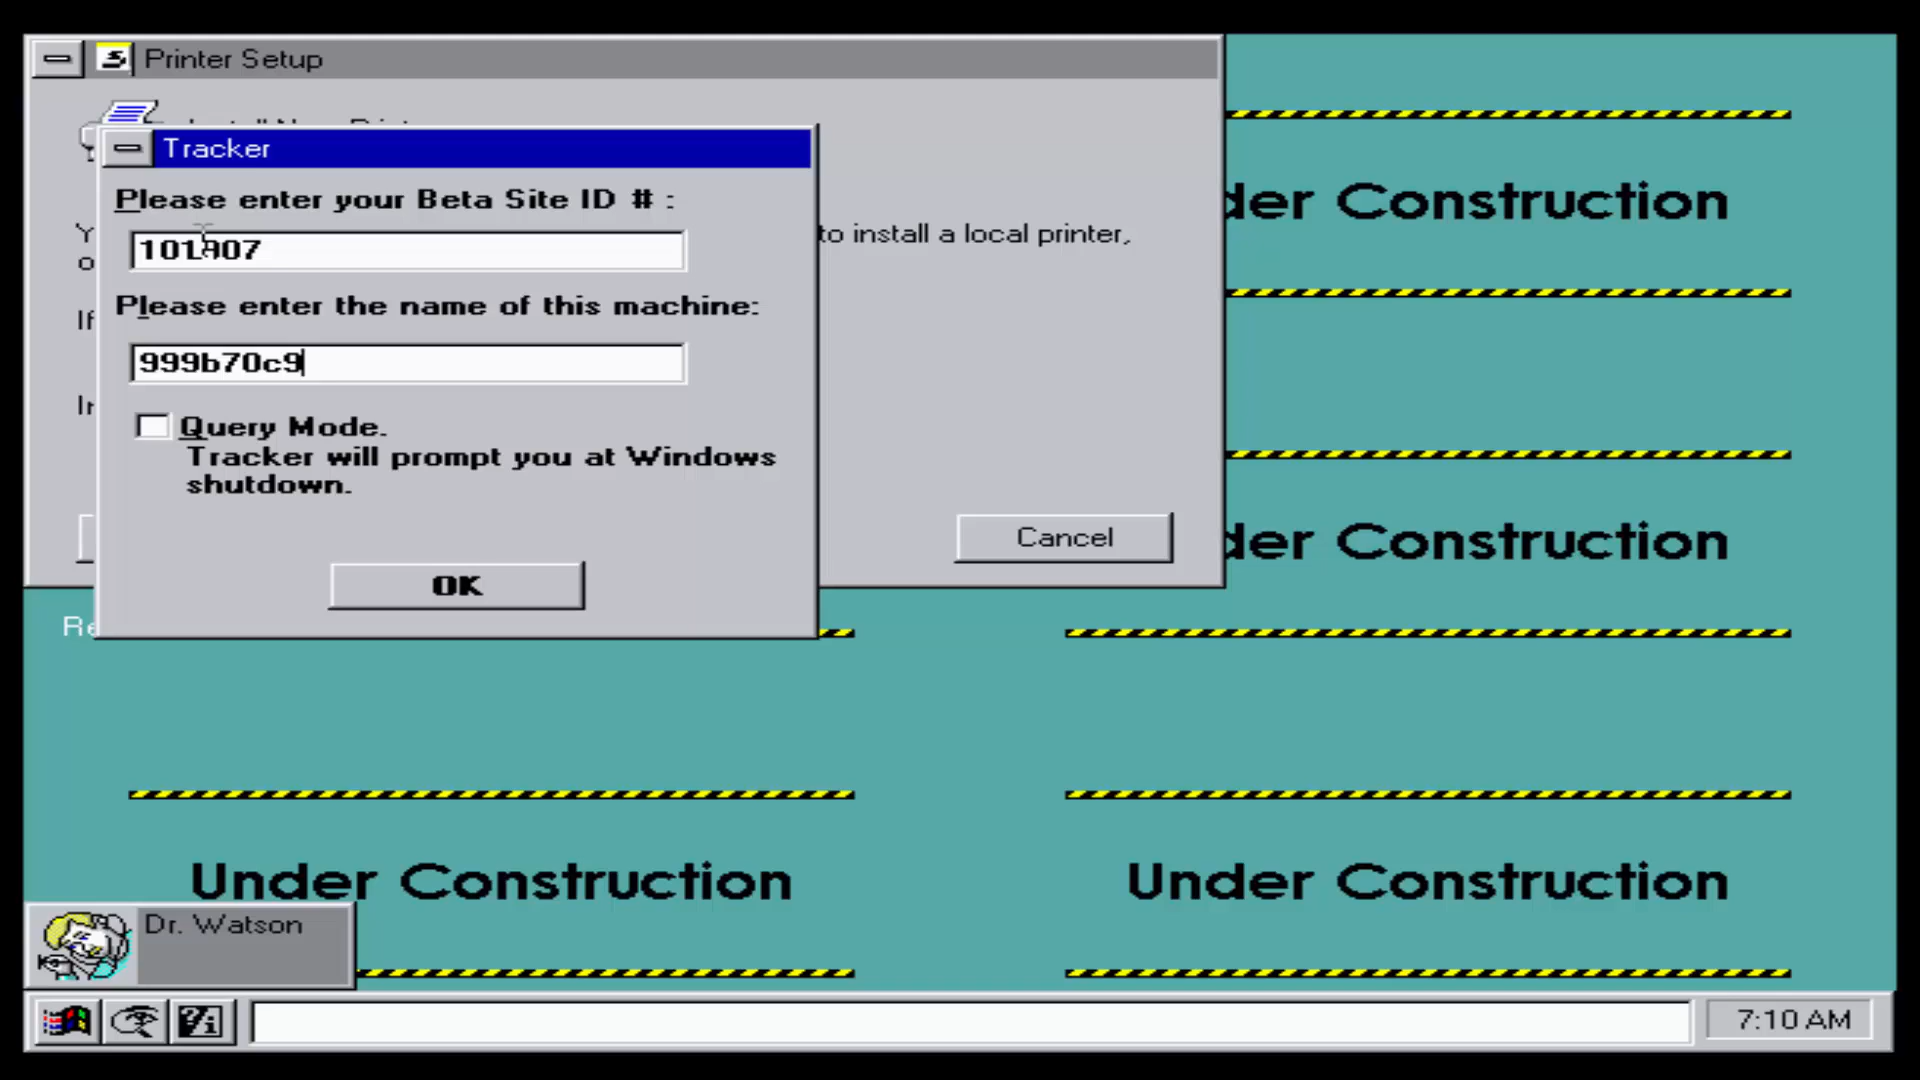 Printer Setup
Tracker
Please enter your Beta Site ID # :
101907
Please enter the name of this machine:
999b70c9
Query Mode.
Tracker will prompt you at Windows
shutdown.
OK
to install a local printer,
If
Cancel
der Construction
der Construction
Under Construction
Under Construction
Dr. Watson
7:10 AM